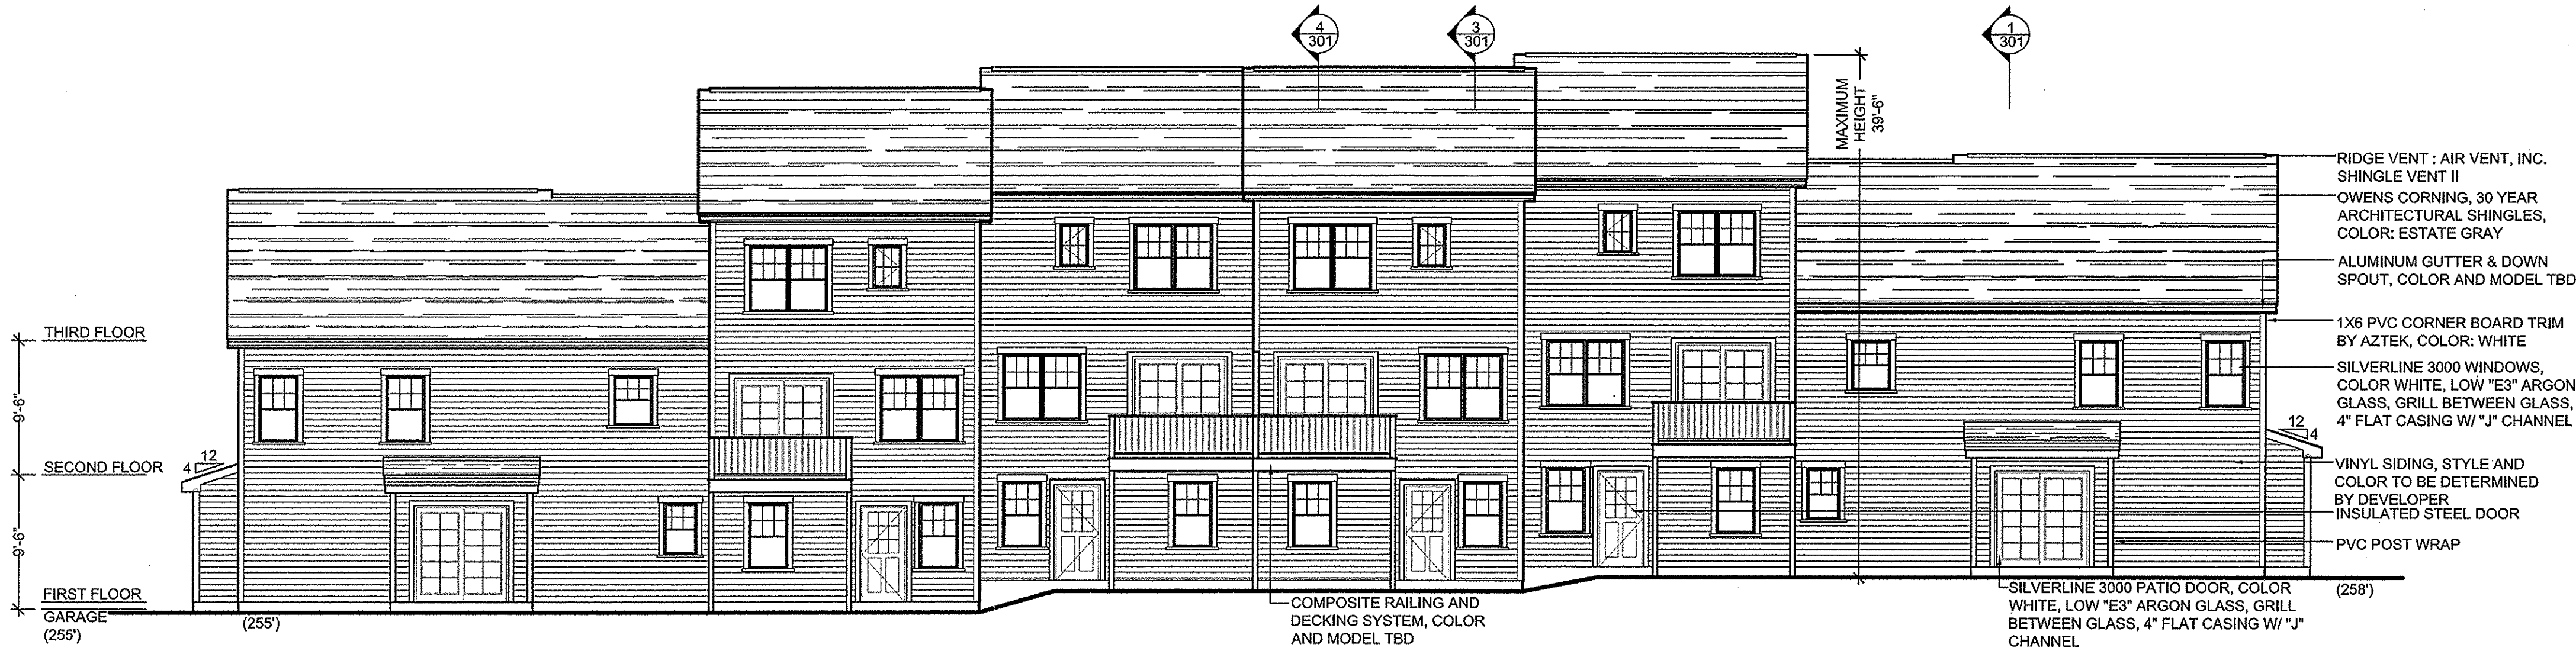 4
301
3
301
1
301
MAXIMUM
HEIGHT
39'-6"
RIDGE VENT : AIR VENT, INC.
SHINGLE VENT II
OWENS CORNING, 30 YEAR
ARCHITECTURAL SHINGLES,
COLOR: ESTATE GRAY
ALUMINUM GUTTER & DOWN
SPOUT, COLOR AND MODEL TBD
1X6 PVC CORNER BOARD TRIM
BY AZTEK, COLOR: WHITE
SILVERLINE 3000 WINDOWS,
COLOR WHITE, LOW "E3" ARGON
GLASS, GRILL BETWEEN GLASS,
4" FLAT CASING W/ "J" CHANNEL
12
4
VINYL SIDING, STYLE AND
COLOR TO BE DETERMINED
BY DEVELOPER
INSULATED STEEL DOOR
PVC POST WRAP
(258')
SILVERLINE 3000 PATIO DOOR, COLOR
WHITE, LOW "E3" ARGON GLASS, GRILL
BETWEEN GLASS, 4" FLAT CASING W/ "J"
CHANNEL
COMPOSITE RAILING AND
DECKING SYSTEM, COLOR
AND MODEL TBD
THIRD FLOOR
9'-6"
SECOND FLOOR
12
4
9'-6"
FIRST FLOOR
GARAGE
(255')
(255')